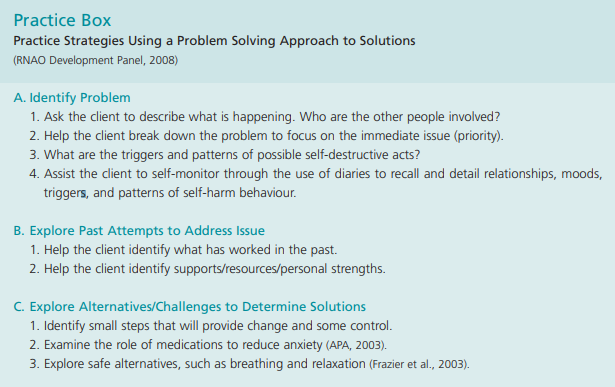 Practice Box
Practice Strategies Using a Problem Solving Approach to Solutions
(RNAO Development Panel, 2008)
A. Identify Problem
1. Ask the client to describe what is happening. Who are the other people involved?
2. Help the client break down the problem to focus on the immediate issue (priority).
3. What are the triggers and patterns of possible self-destructive acts?
4. Assist the client to self-monitor through the use of diaries to recall and detail relationships, moods,
triggers, and patterns of self-harm behaviour.
B. Explore Past Attempts to Address Issue
1. Help the client identify what has worked in the past.
2. Help the client identify supports/resources/personal strengths.
C. Explore Alternatives/Challenges to Determine Solutions
1. Identify small steps that will provide change and some control.
2. Examine the role of medications to reduce anxiety (APA, 2003).
3. Explore safe alternatives, such as breathing and relaxation (Frazier et al., 2003).